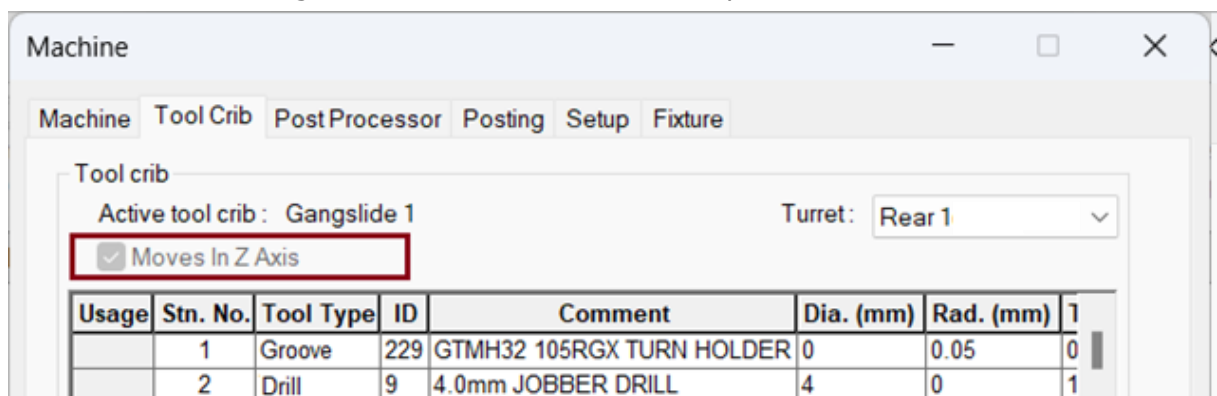 Machine
Machine Tool Crib Post Processor Posting Setup Fixture
Tool crib
Active tool crib : Gangslide 1 Turret : Rear 1
Moves In Z Axis
Usage Stn. No. Tool Type ID Comment Dia. (mm) Rad. (mm)
1 Groove 229 GTMH32 105RGX TURN HOLDER 0 0.05 0
2 Drill 9 4.0mm JOBBER DRILL 4 0 1